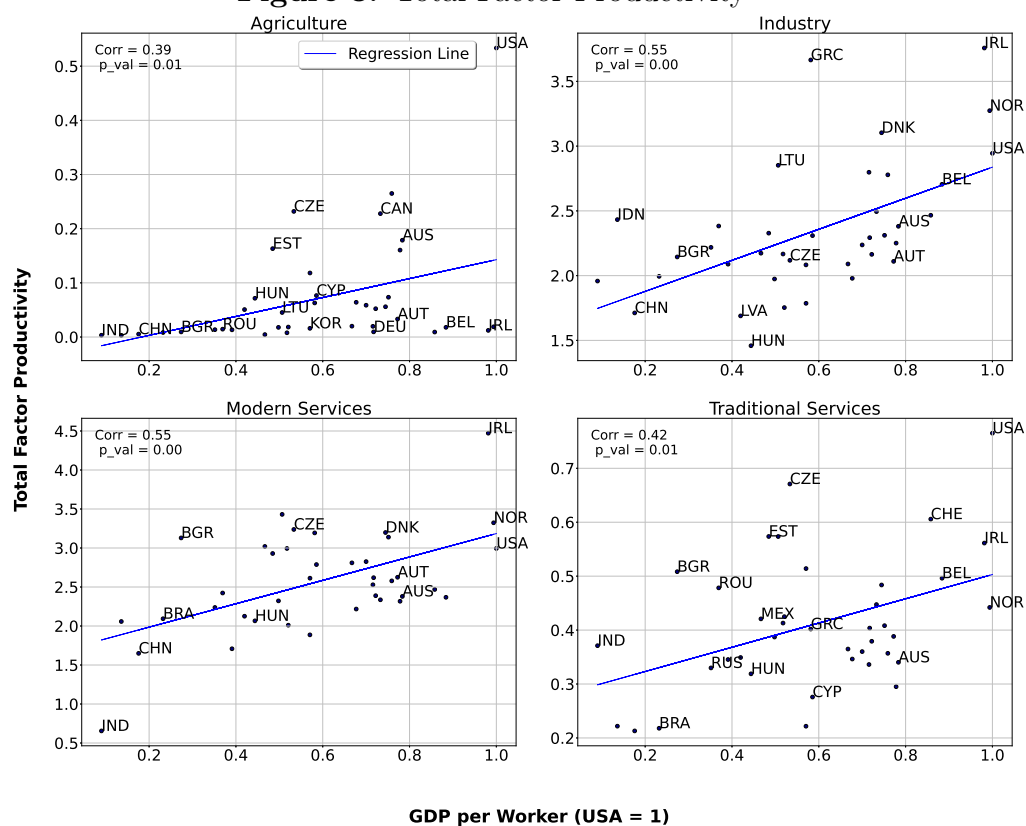 Figure 3: Total Factor Productivity
Agriculture
Corr = 0.39
p_val = 0.01
Regression Line
USA
CZE
CAN
AUS
EST
HUN
CYP
LTU
AUT
IND
CHN
BGR
ROU
KOR
DEU
BEL
IRL
0.5
0.4
0.3
0.2
0.1
0.0
0.2 0.4 0.6 0.8 1.0
Industry
Corr = 0.55
p_val = 0.00
IRL
GRC
NOR
DNK
USA
LTU
BEL
IDN
AUS
BGR
CZE
AUT
CHN
LVA
HUN
3.5
3.0
2.5
2.0
1.5
0.2 0.4 0.6 0.8 1.0
Total Factor Productivity
Modern Services
Corr = 0.55
p_val = 0.00
IRL
NOR
BGR
CZE
DNK
USA
AUT
AUS
BRA
HUN
CHN
IND
4.5
4.0
3.5
3.0
2.5
2.0
1.5
1.0
0.5
0.2 0.4 0.6 0.8 1.0
Traditional Services
Corr = 0.42
p_val = 0.01
USA
CZE
CHE
EST
IRL
BGR
BEL
ROU
NOR
MEX
GRC
IND
AUS
RUS
HUN
CYP
BRA
0.7
0.6
0.5
0.4
0.3
0.2
0.2 0.4 0.6 0.8 1.0
GDP per Worker (USA = 1)